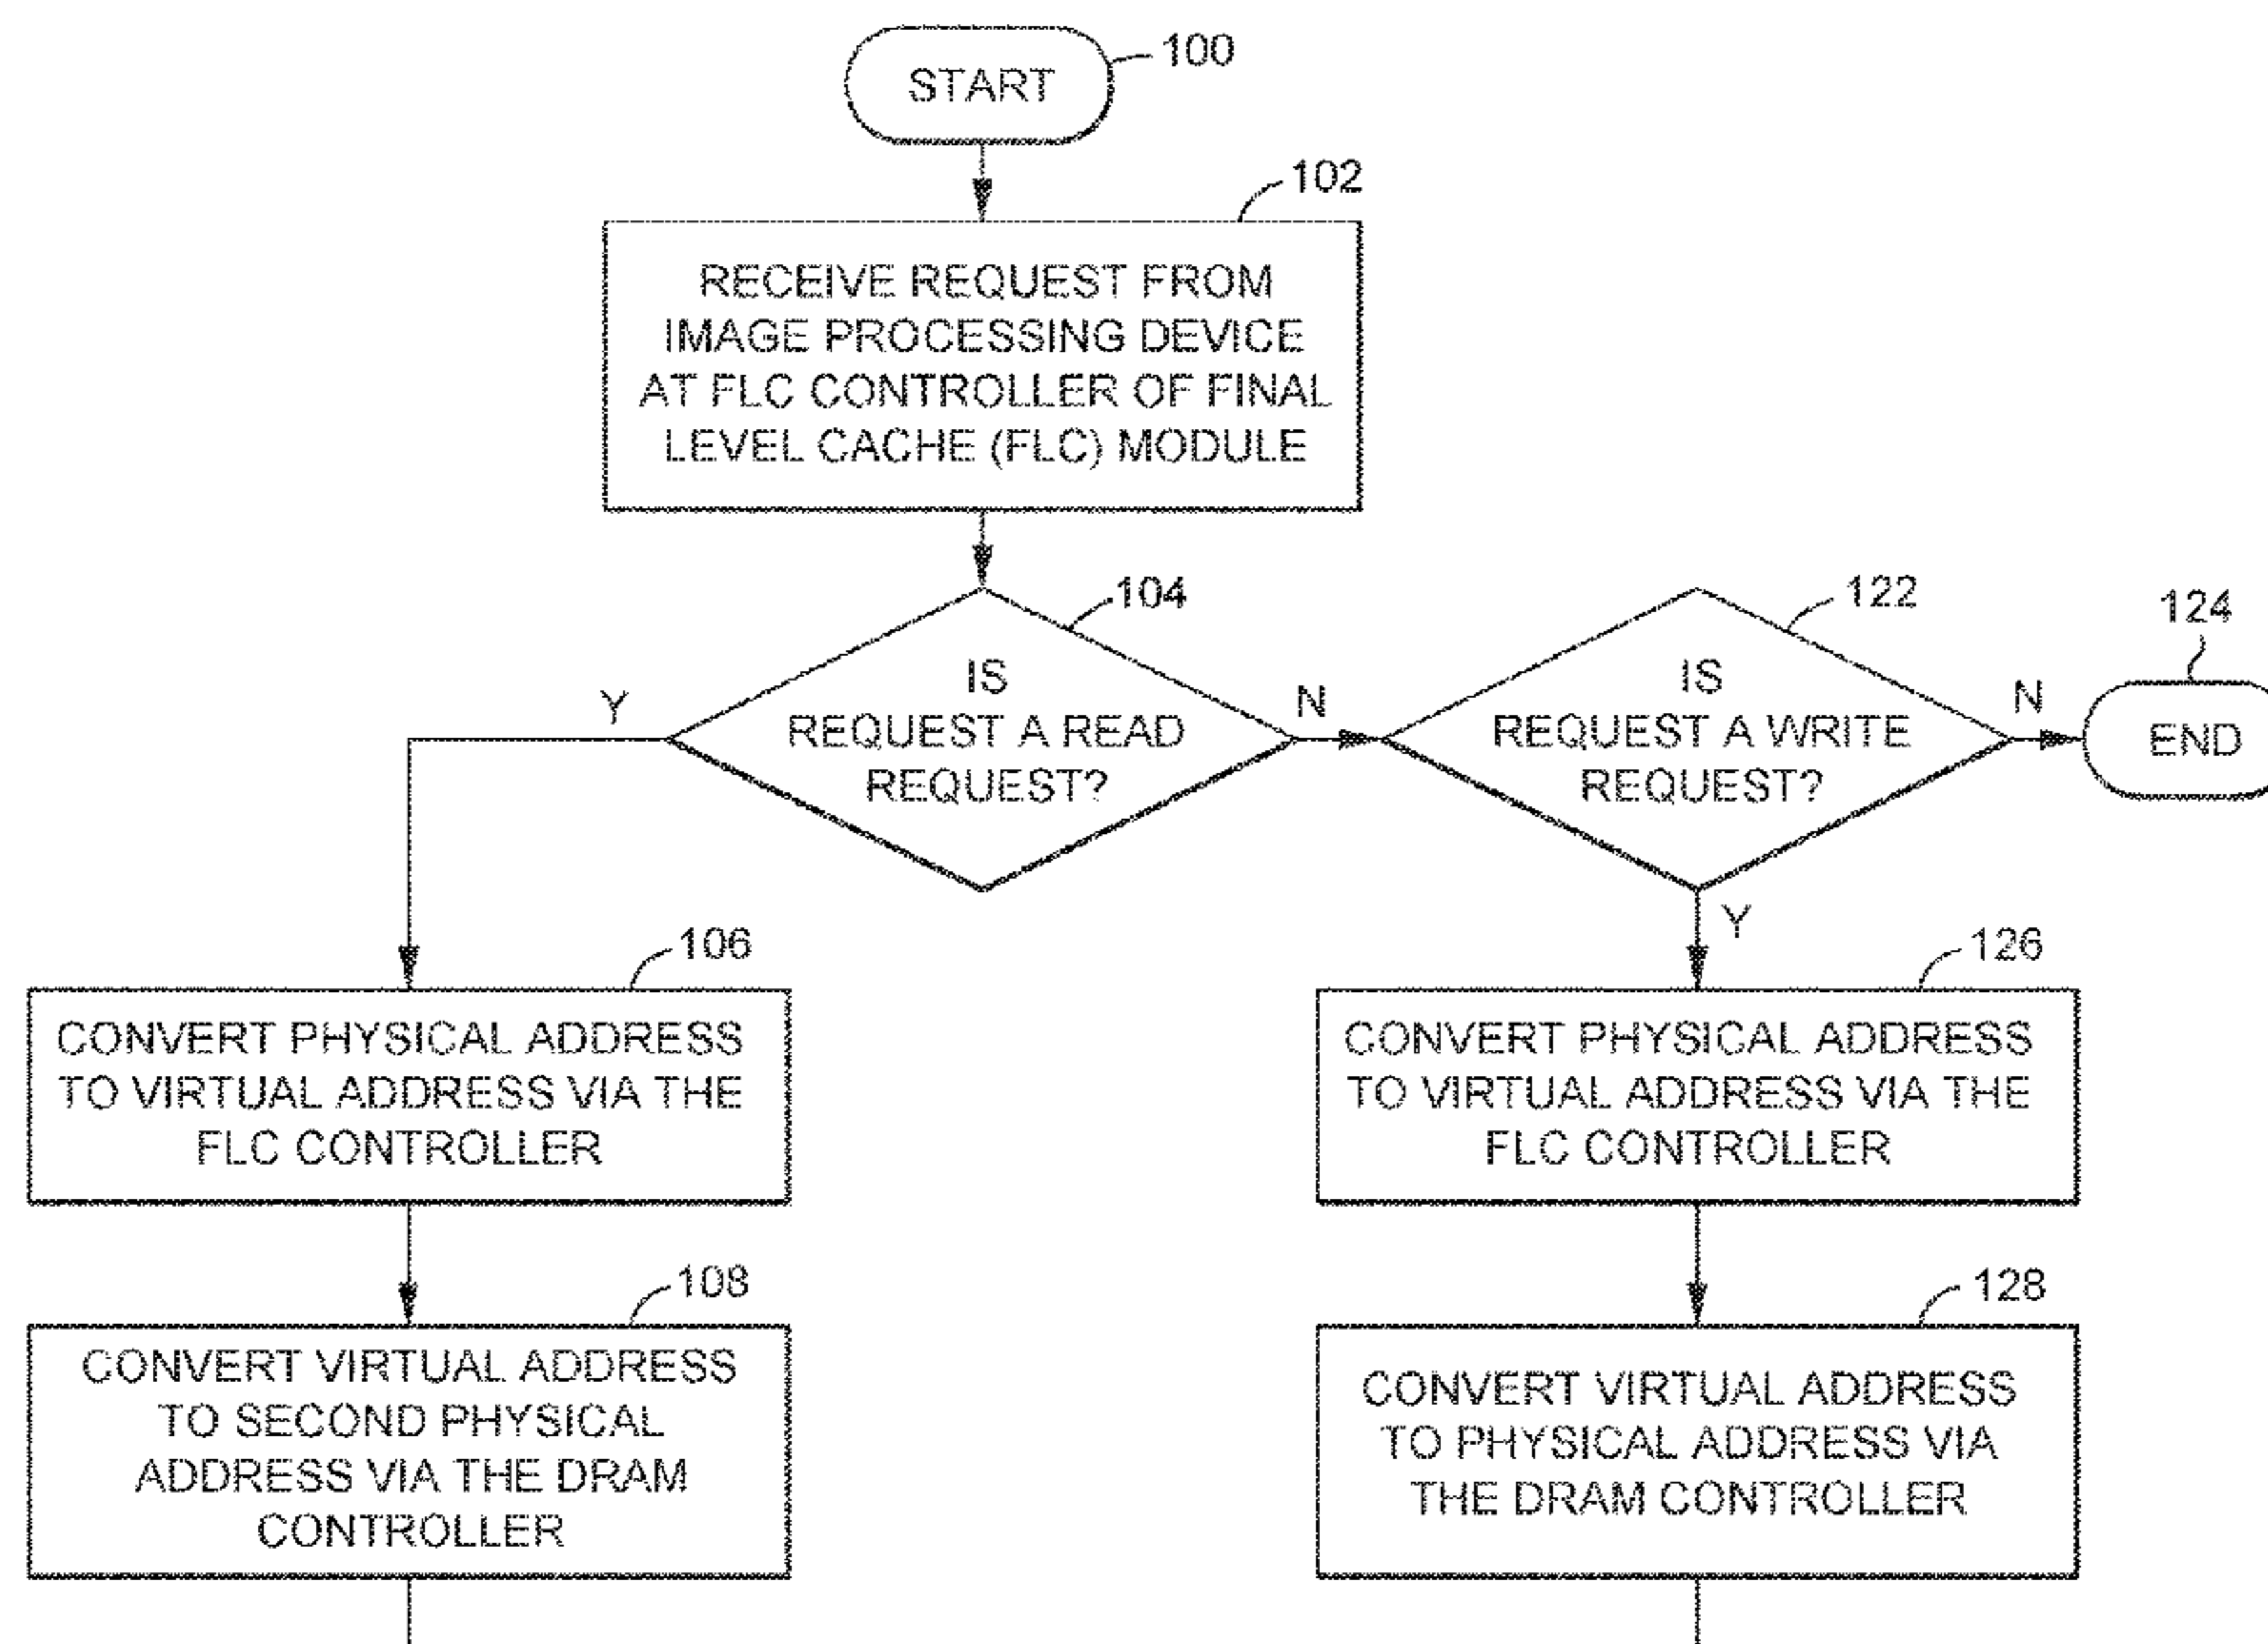 START
100
102
RECEIVE REQUEST FROM
IMAGE PROCESSING DEVICE
AT FLC CONTROLLER OF FINAL
LEVEL CACHE (FLC) MODULE
104
IS
REQUEST A READ
REQUEST?
Y
N
122
IS
REQUEST A WRITE
REQUEST?
N
124
END
Y
106
CONVERT PHYSICAL ADDRESS
TO VIRTUAL ADDRESS VIA THE
FLC CONTROLLER
126
CONVERT PHYSICAL ADDRESS
TO VIRTUAL ADDRESS VIA THE
FLC CONTROLLER
108
CONVERT VIRTUAL ADDRESS
TO SECOND PHYSICAL
ADDRESS VIA THE DRAM
CONTROLLER
128
CONVERT VIRTUAL ADDRESS
TO PHYSICAL ADDRESS VIA
THE DRAM CONTROLLER